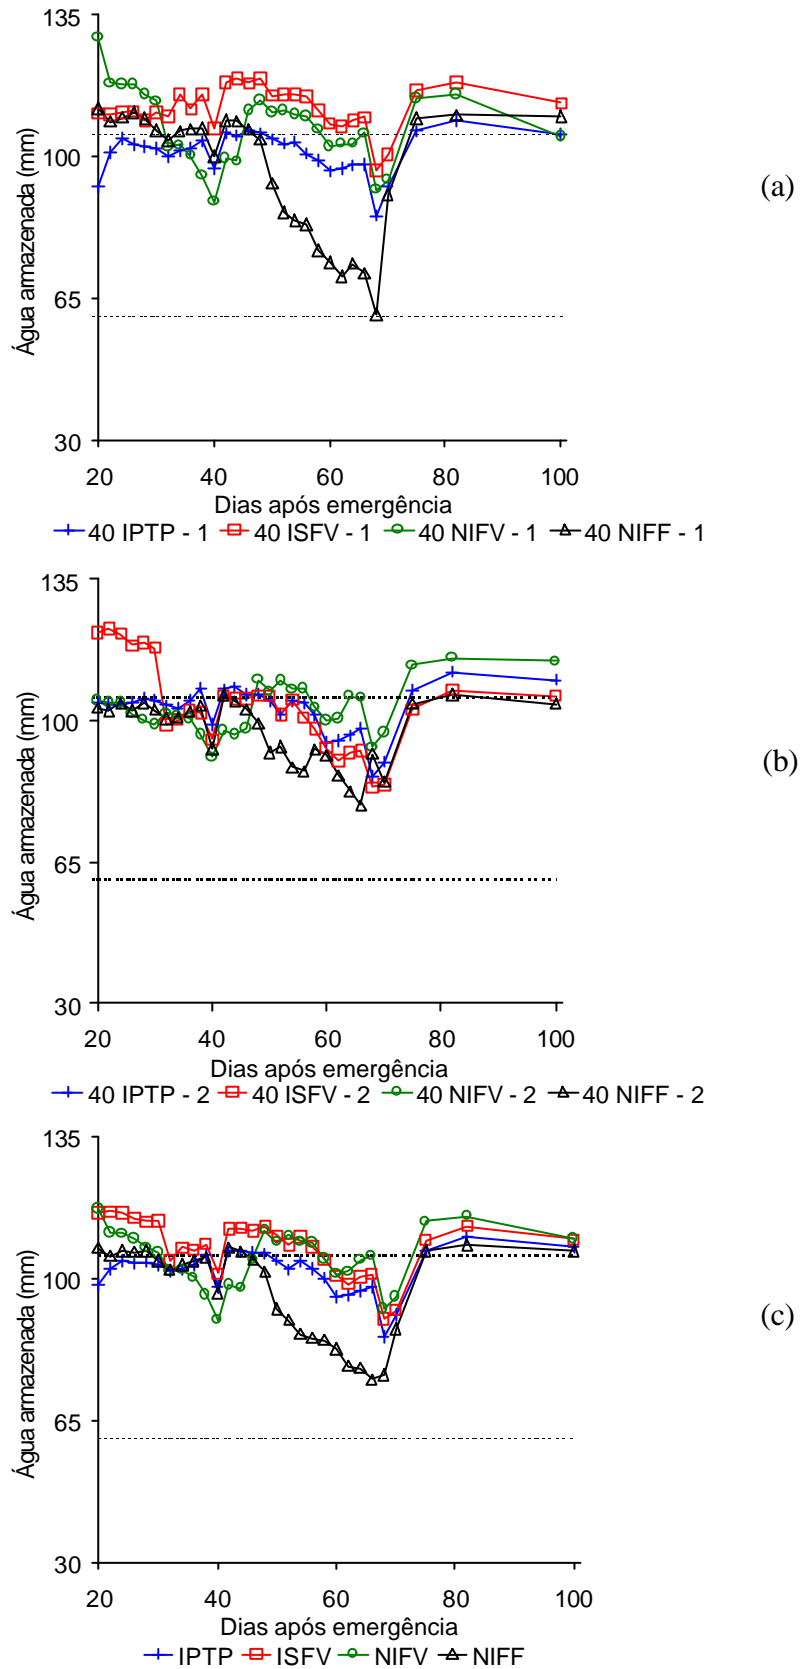 135
100
65
30
Água armazenada (mm)
20 40 60 80 100
Dias após emergência
40 IPTP - 1 40 ISFV - 1 40 NIFV - 1 40 NIFF - 1
(a)
135
100
65
30
Água armazenada (mm)
20 40 60 80 100
Dias após emergência
40 IPTP - 2 40 ISFV - 2 40 NIFV - 2 40 NIFF - 2
(b)
135
100
65
30
Água armazenada (mm)
20 40 60 80 100
Dias após emergência
IPTP ISFV NIFV NIFF
(c)